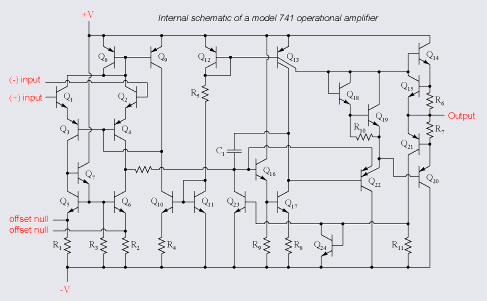 Internal schematic of a model 741 operational amplifier
+V
Q8
Q9
Q12
Q13
Q14
(-) input
(+) input
Q1
Q2
Q15
Q18
Q19
R5
R6
R7
Output
Q3
Q4
R10
Q21
C1
Q7
Q16
Q22
Q20
Q5
Q6
Q10
Q11
Q23
Q17
offset null
offset null
R1
R3
R2
R4
R9
R8
Q24
R11
-V